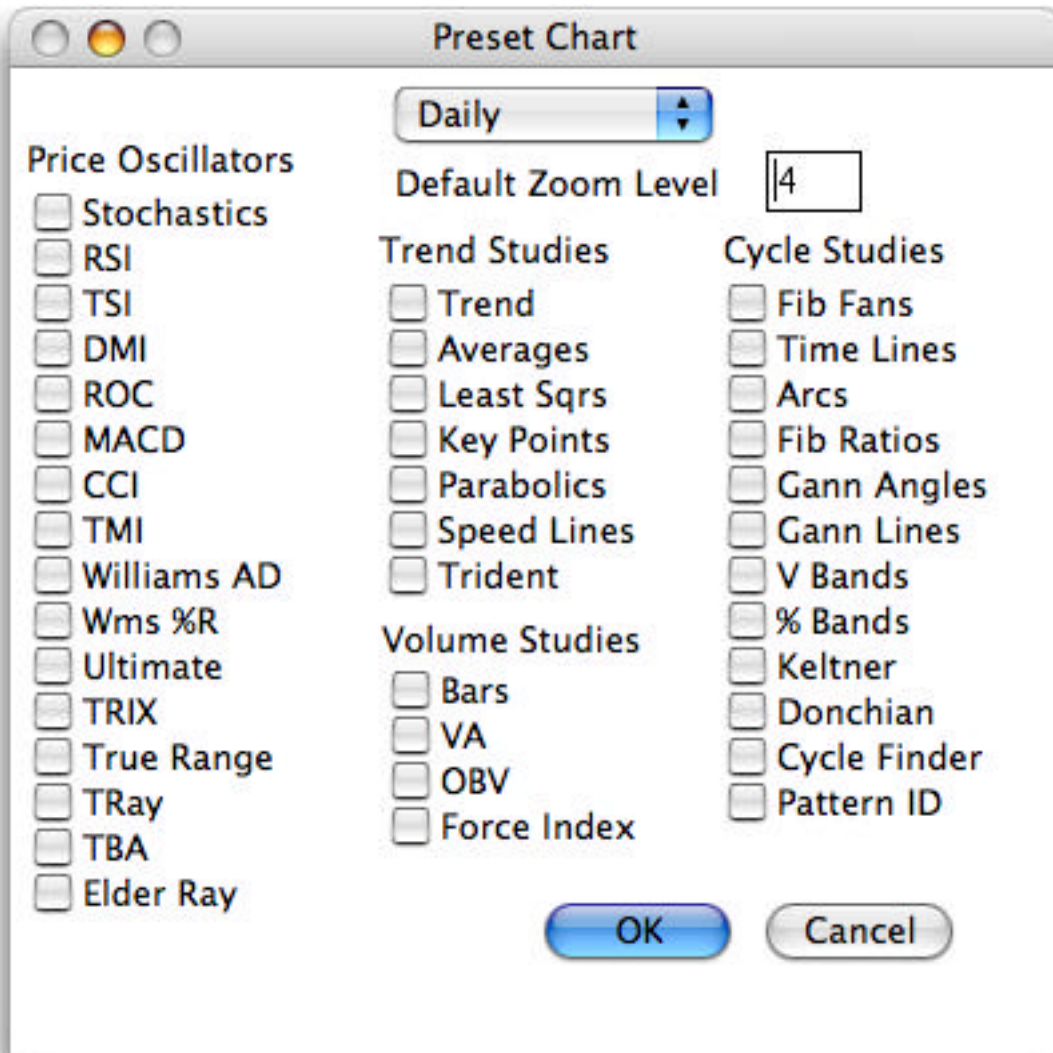 Preset Chart
Daily
Default Zoom Level
4
Price Oscillators
Stochastics
RSI
TSI
DMI
ROC
MACD
CCI
TMI
Williams AD
Wms %R
Ultimate
TRIX
True Range
TRay
TBA
Elder Ray
Trend Studies
Trend
Averages
Least Sqrs
Key Points
Parabolics
Speed Lines
Trident
Volume Studies
Bars
VA
OBV
Force Index
Cycle Studies
Fib Fans
Time Lines
Arcs
Fib Ratios
Gann Angles
Gann Lines
V Bands
% Bands
Keltner
Donchian
Cycle Finder
Pattern ID
OK
Cancel